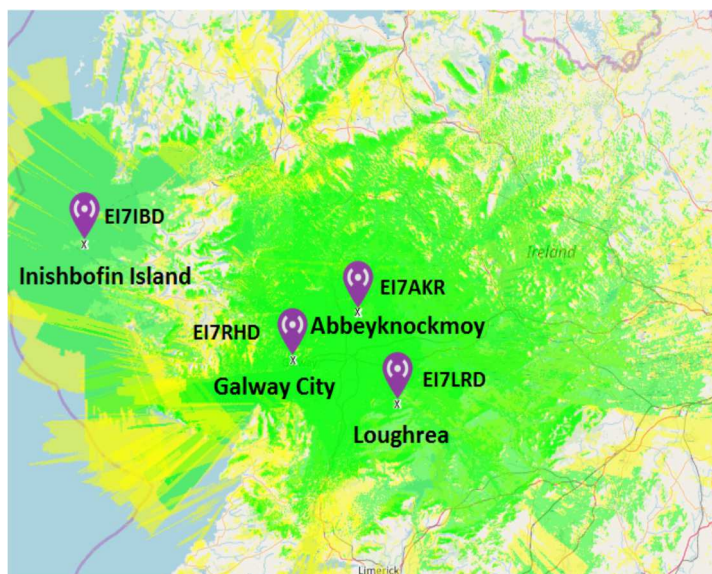 EI7IBD
Inishbofin Island
Ireland
EI7AKR
Abbeyknockmoy
EI7RHD
Galway City
EI7LRD
Loughrea
Limerick